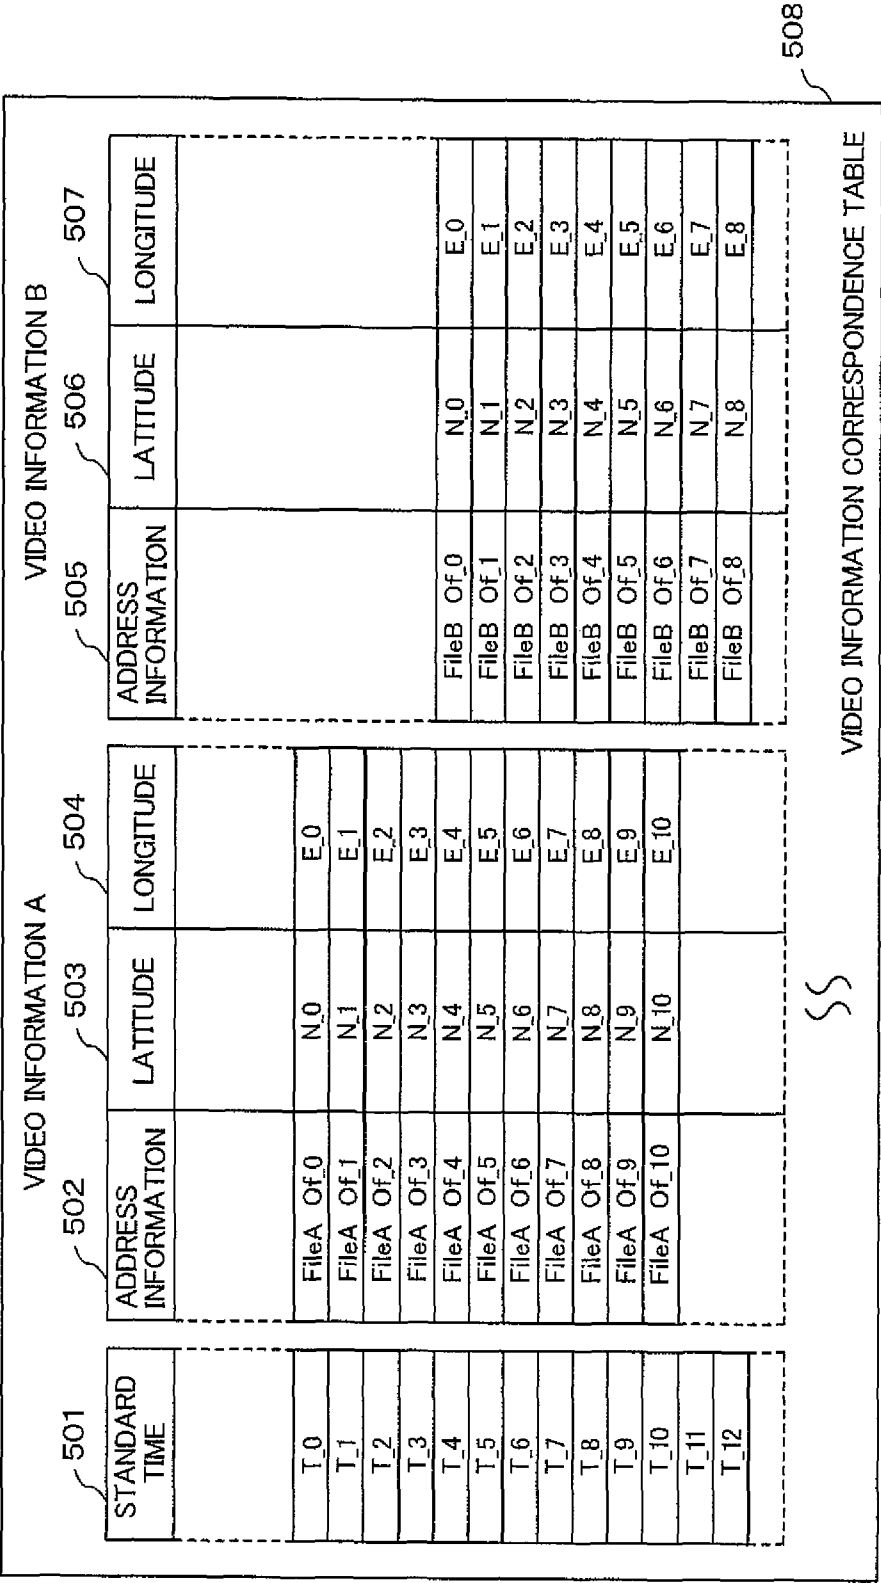 VIDEO INFORMATION A
VIDEO INFORMATION B
501 502 503 504 505 506 507
STANDARD TIME ADDRESS INFORMATION LATITUDE LONGITUDE ADDRESS INFORMATION LATITUDE LONGITUDE
T_0 FileA Of_0 N_0 E_0
T_1 FileA Of_1 N_1 E_1
T_2 FileA Of_2 N_2 E_2
T_3 FileA Of_3 N_3 E_3
T_4 FileA Of_4 N_4 E_4 FileB Of_0 N_0 E_0
T_5 FileA Of_5 N_5 E_5 FileB Of_1 N_1 E_1
T_6 FileA Of_6 N_6 E_6 FileB Of_2 N_2 E_2
T_7 FileA Of_7 N_7 E_7 FileB Of_3 N_3 E_3
T_8 FileA Of_8 N_8 E_8 FileB Of_4 N_4 E_4
T_9 FileA Of_9 N_9 E_9 FileB Of_5 N_5 E_5
T_10 FileA Of_10 N_10 E_10 FileB Of_6 N_6 E_6
T_11 FileB Of_7 N_7 E_7
T_12 FileB Of_8 N_8 E_8
VIDEO INFORMATION CORRESPONDENCE TABLE
508